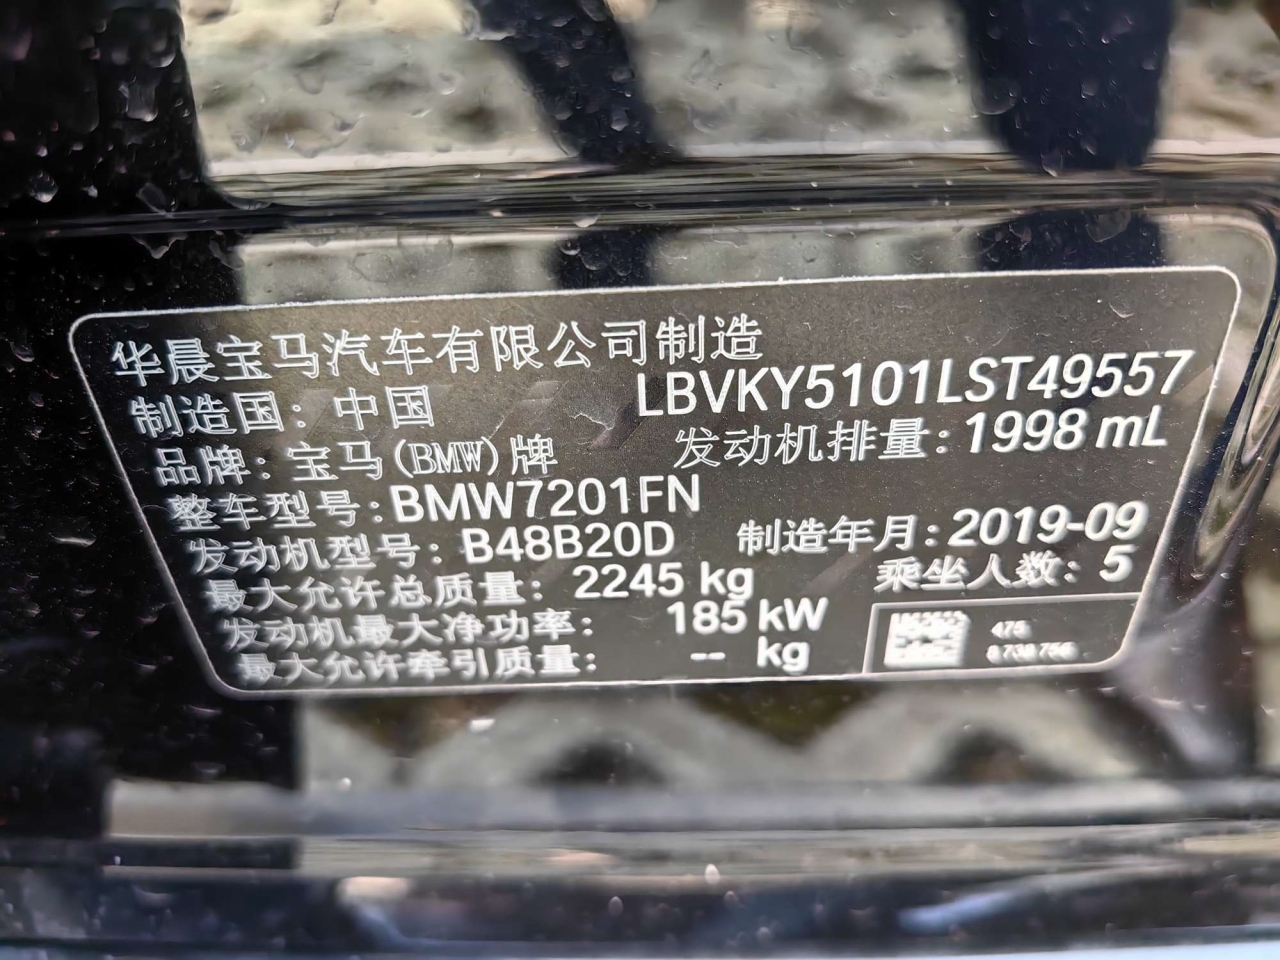 华晨宝马汽车有限公司制造
制造国：中国 LBVKY5101LST49557
品牌：宝马(BMW)牌 发动机排量：1998 mL
整车型号：BMW7201FN
发动机型号：B48B20D 制造年月：2019-09
最大允许总质量：2245 kg 乘坐人数：5
发动机最大净功率：185 kW
最大允许牵引质量：-- kg
475
8738756